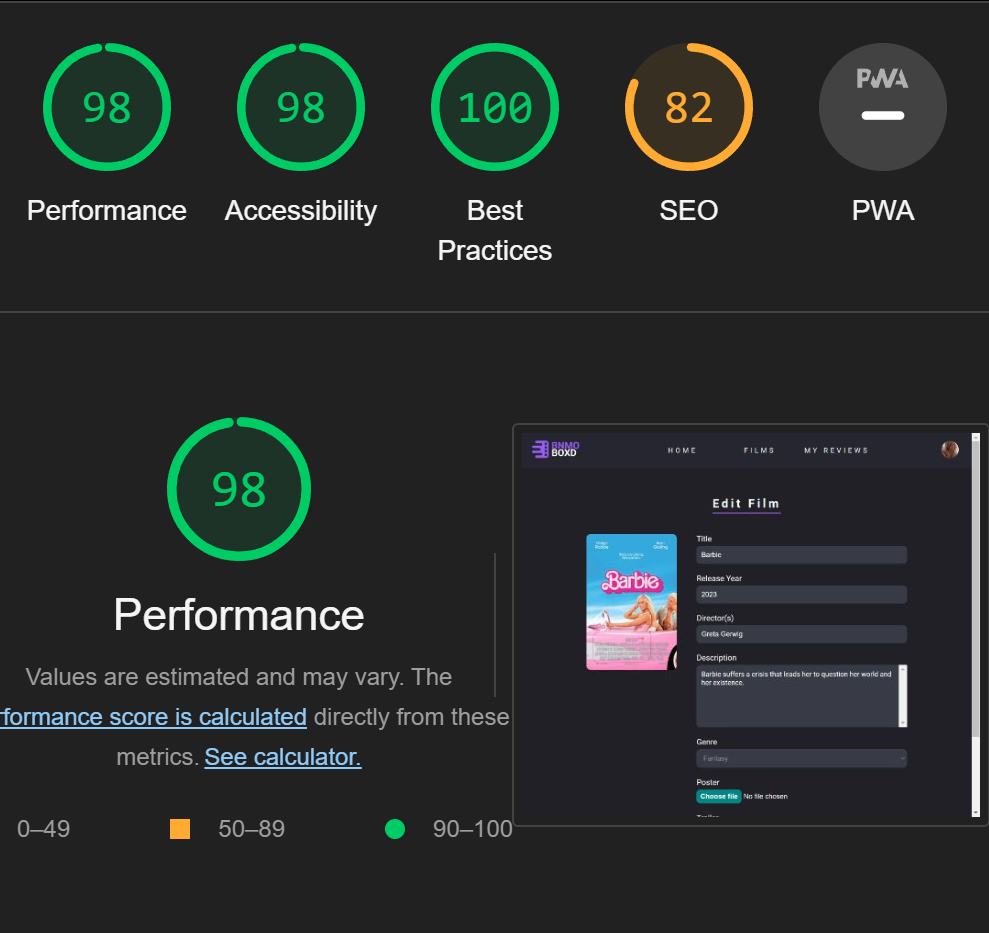 98
98
100
82
PWA
Performance
Accessibility
Best
Practices
SEO
PWA
98
Performance
Values are estimated and may vary. The
rformance score is calculated directly from these
metrics. See calculator.
0–49
50–89
90–100
BNMO
BOXD
HOME
FILMS
MY REVIEWS
Edit Film
Barbie
Title
Barbie
Release Year
2023
Director(s)
Greta Gerwig
Description
Barbie suffers a crisis that leads her to question her world and
her existence.
Genre
Fantasy
Poster
Choose file No file chosen